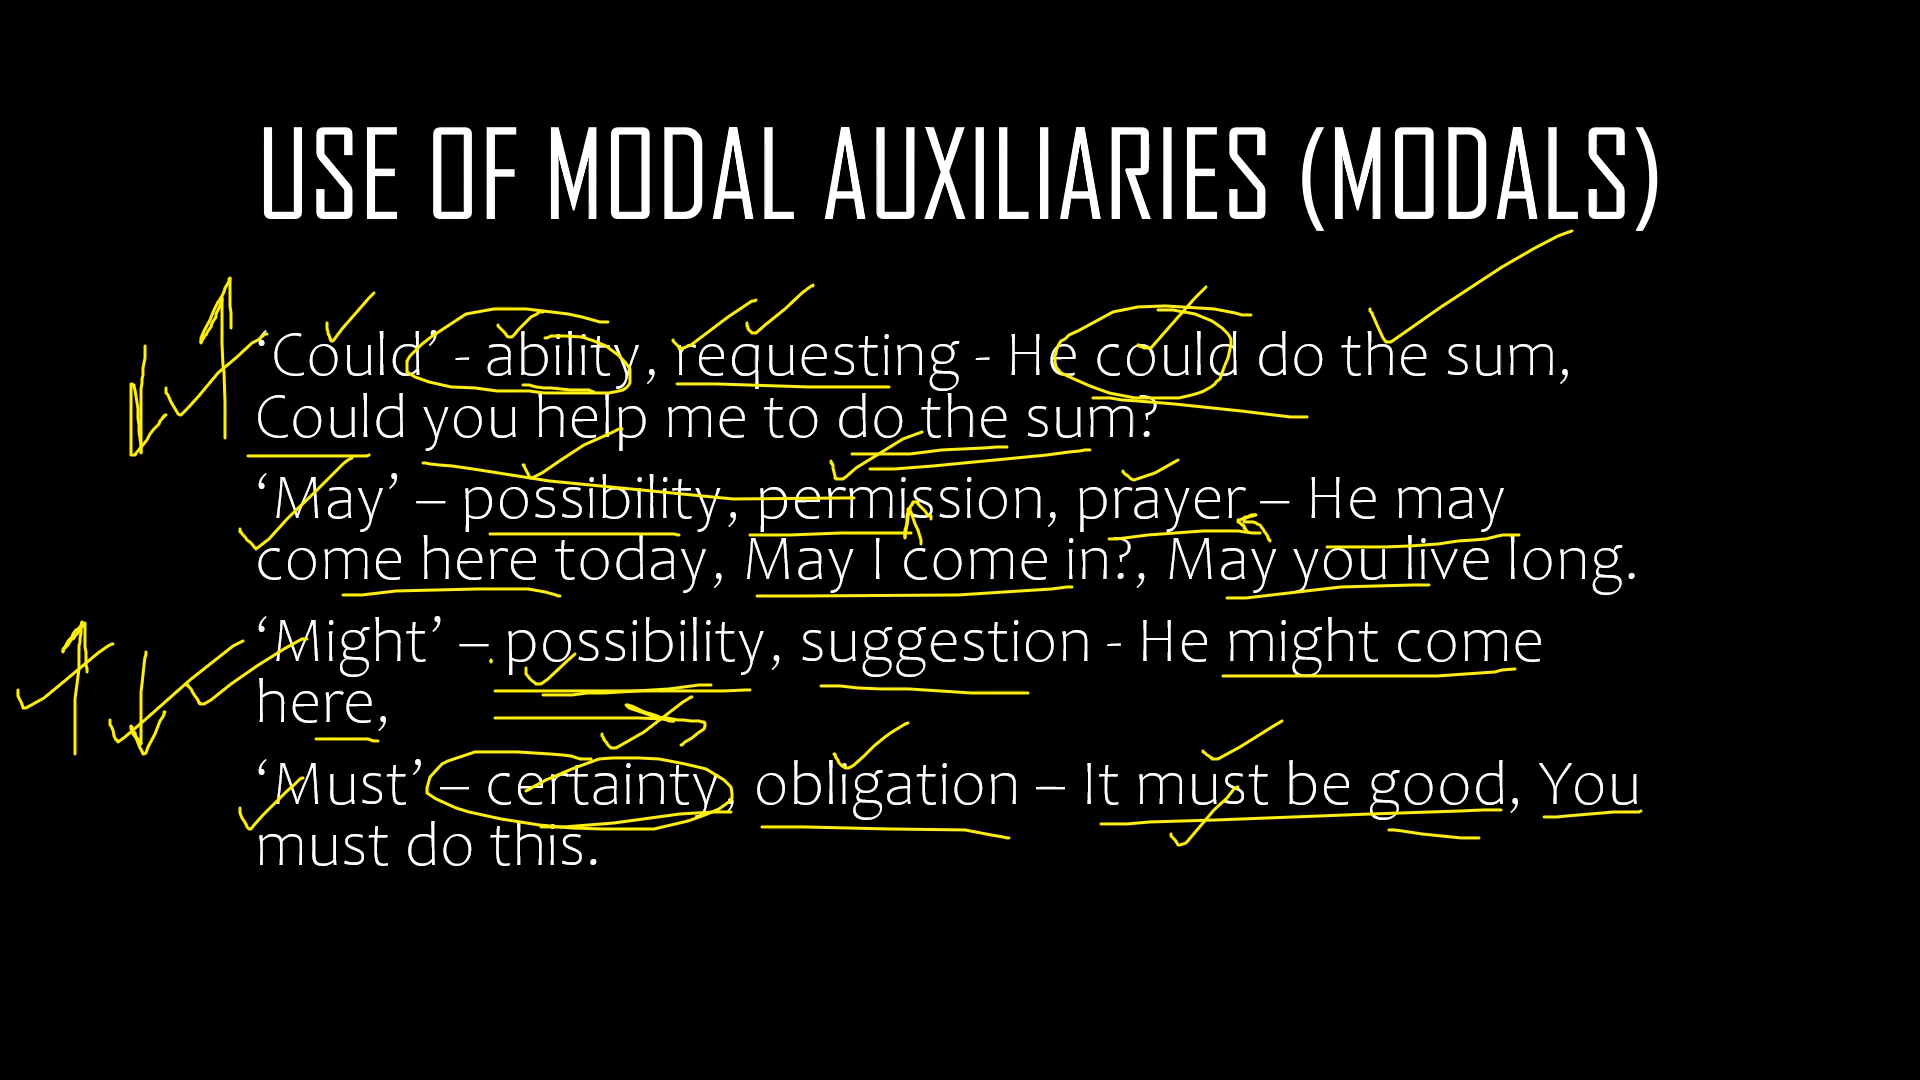 USE OF MODAL AUXILIARIES (MODALS)
‘Could’ - ability, requesting - He could do the sum,
Could you help me to do the sum?
‘May’ – possibility, permission, prayer – He may
come here today, May I come in?, May you live long.
‘Might’ – possibility, suggestion - He might come
here,
‘Must’ – certainty, obligation – It must be good, You
must do this.